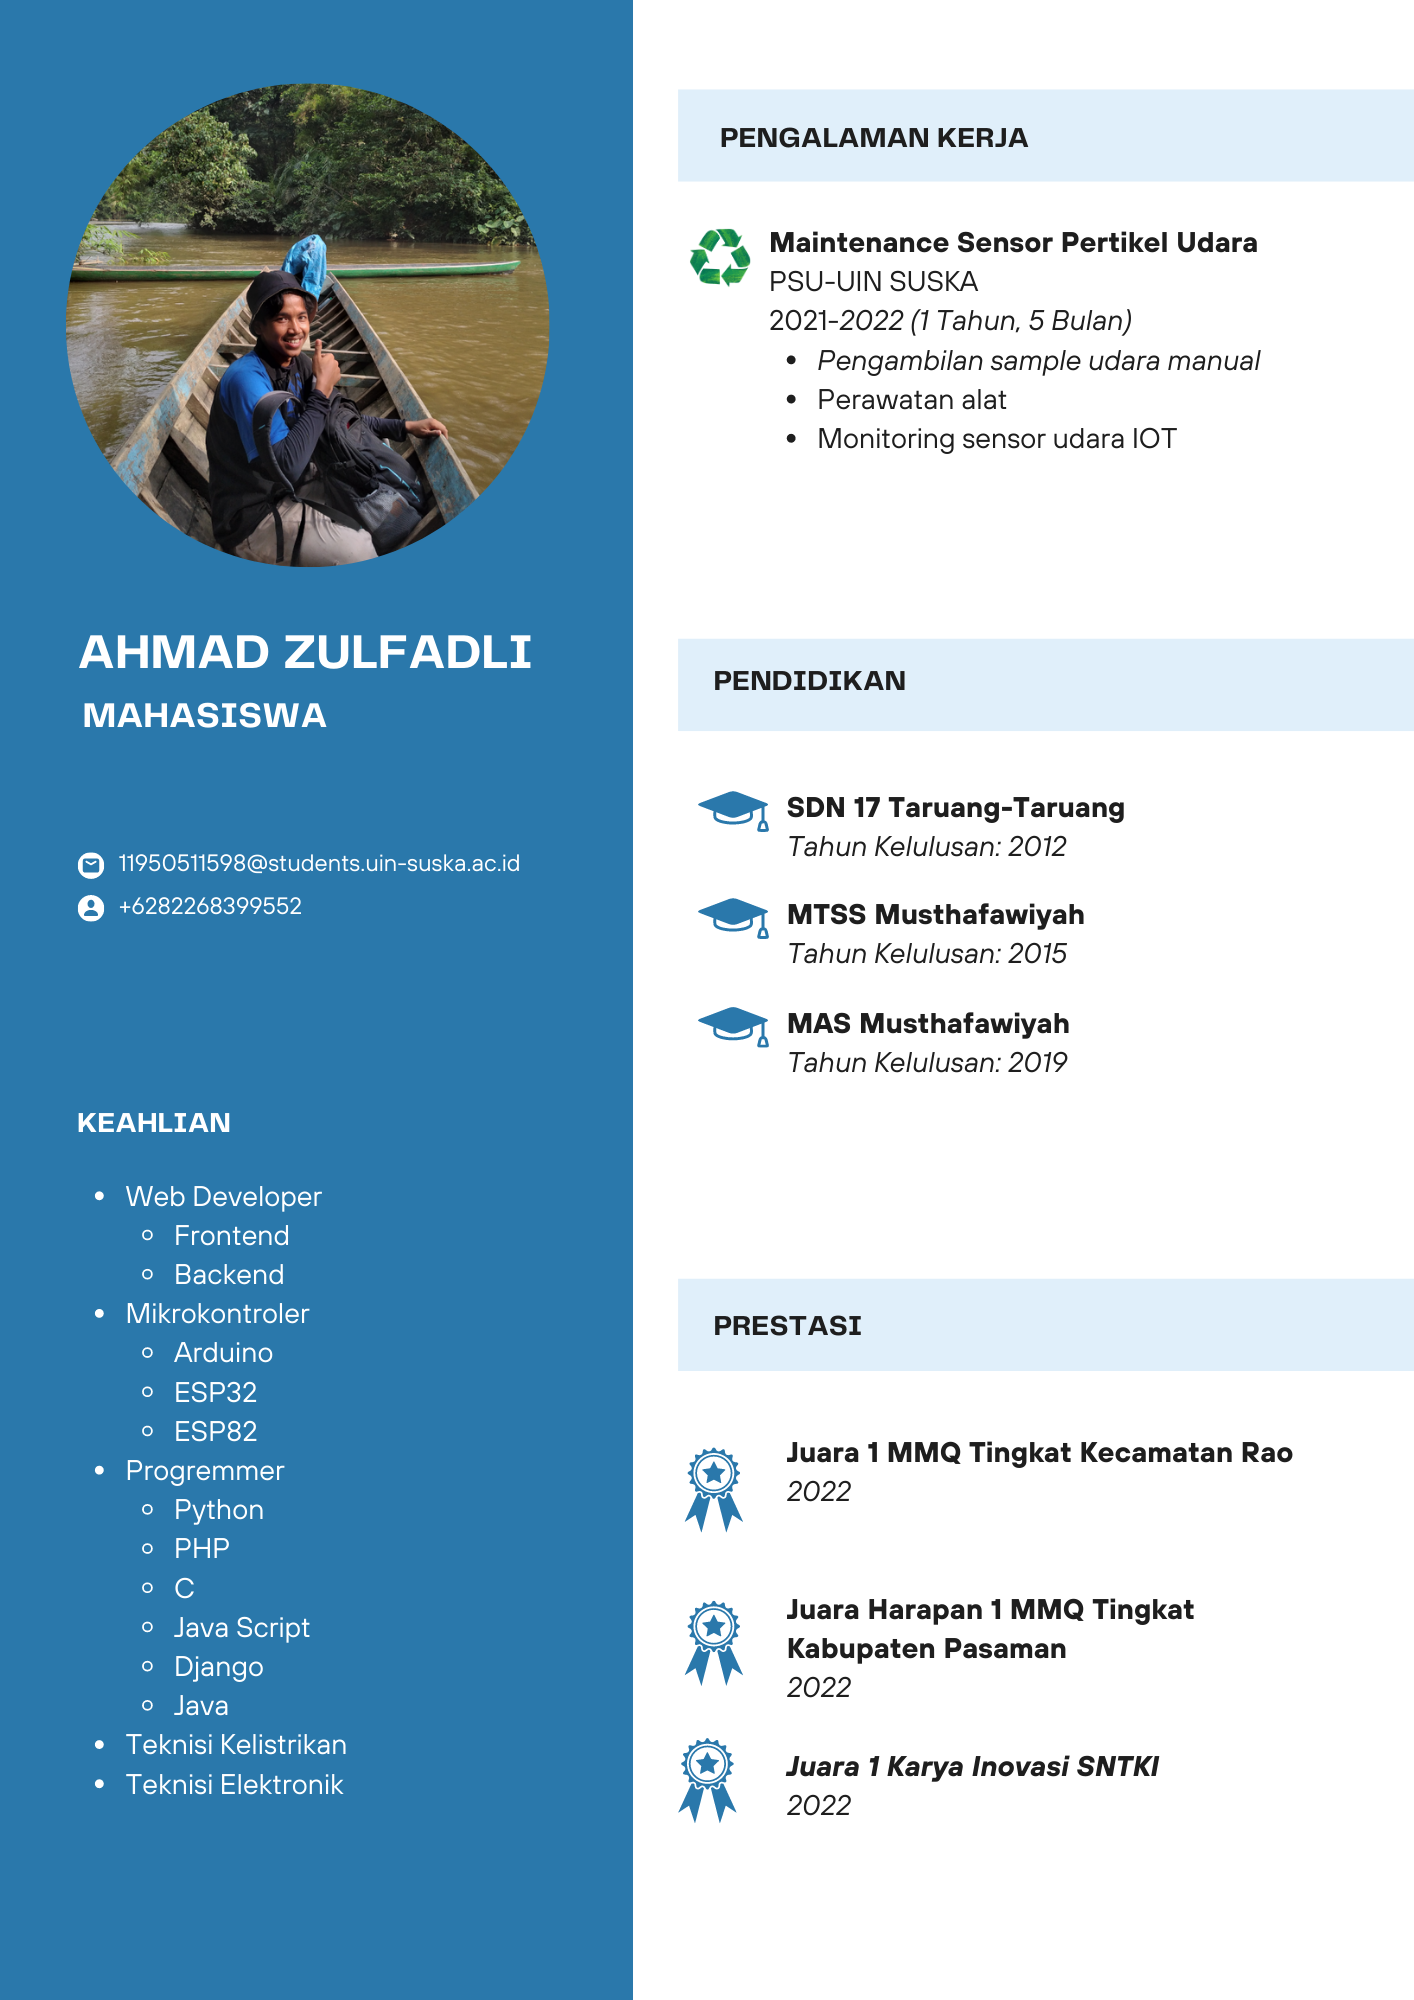 AHMAD ZULFADLI
MAHASISWA
11950511598@students.uin-suska.ac.id
+6282268399552
KEAHLIAN
• Web Developer
◦ Frontend
◦ Backend
• Mikrokontroler
◦ Arduino
◦ ESP32
◦ ESP82
• Progremmer
◦ Python
◦ PHP
◦ C
◦ Java Script
◦ Django
◦ Java
• Teknisi Kelistrikan
• Teknisi Elektronik
PENGALAMAN KERJA
Maintenance Sensor Pertikel Udara
PSU-UIN SUSKA
2021-2022 (1 Tahun, 5 Bulan)
• Pengambilan sample udara manual
• Perawatan alat
• Monitoring sensor udara IOT
PENDIDIKAN
SDN 17 Taruang-Taruang
Tahun Kelulusan: 2012
MTSS Musthafawiyah
Tahun Kelulusan: 2015
MAS Musthafawiyah
Tahun Kelulusan: 2019
PRESTASI
Juara 1 MMQ Tingkat Kecamatan Rao
2022
Juara Harapan 1 MMQ Tingkat
Kabupaten Pasaman
2022
Juara 1 Karya Inovasi SNTKI
2022